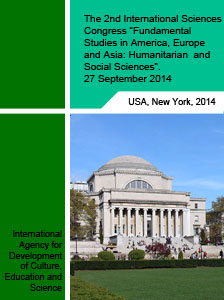 The 2nd International Sciences
Congress "Fundamental
Studies in America, Europe
and Asia: Humanitarian and
Social Sciences".
27 September 2014
USA, New York, 2014
International
Agency for
Development
of Culture,
Education and
Science